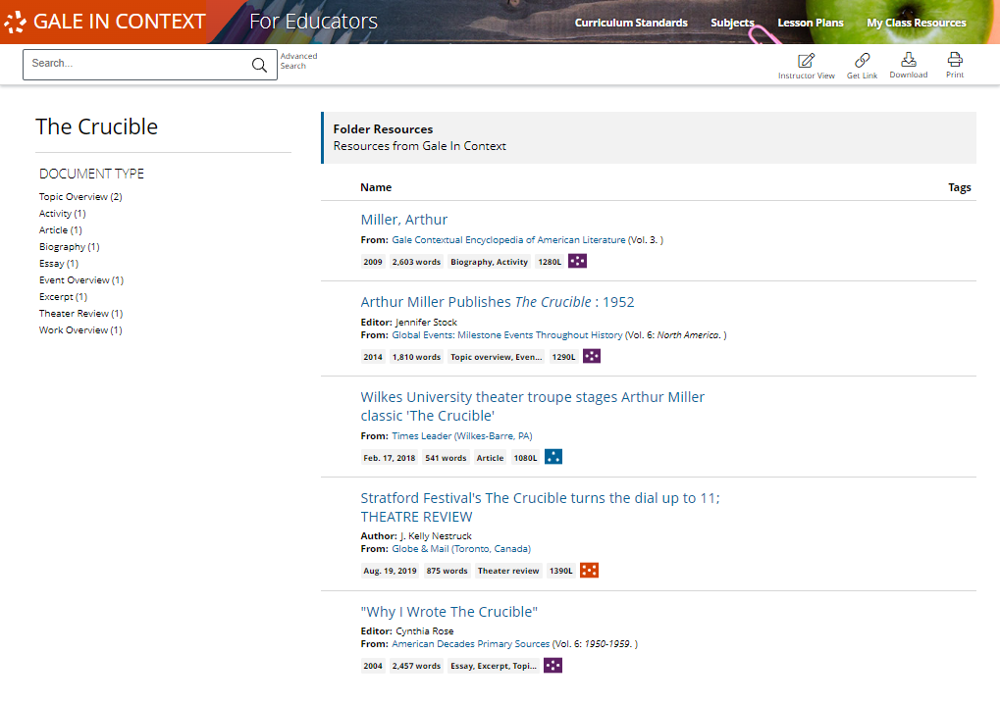 GALE IN CONTEXT For Educators
Curriculum Standards Subjects Lesson Plans My Class Resources
Search...
Advanced
Search
Instructor View Get Link Download Print
The Crucible
DOCUMENT TYPE
Topic Overview (2)
Activity (1)
Article (1)
Biography (1)
Essay (1)
Event Overview (1)
Excerpt (1)
Theater Review (1)
Work Overview (1)
Folder Resources
Resources from Gale In Context
Name Tags
Miller, Arthur
From: Gale Contextual Encyclopedia of American Literature (Vol. 3. )
2009 2,603 words Biography, Activity 1280L
Arthur Miller Publishes The Crucible : 1952
Editor: Jennifer Stock
From: Global Events: Milestone Events Throughout History (Vol. 6: North America. )
2014 1,810 words Topic overview, Even... 1290L
Wilkes University theater troupe stages Arthur Miller
classic 'The Crucible'
From: Times Leader (Wilkes-Barre, PA)
Feb. 17, 2018 541 words Article 1080L
Stratford Festival's The Crucible turns the dial up to 11;
THEATRE REVIEW
Author: J. Kelly Nestruck
From: Globe & Mail (Toronto, Canada)
Aug. 19, 2019 875 words Theater review 1390L
"Why I Wrote The Crucible"
Editor: Cynthia Rose
From: American Decades Primary Sources (Vol. 6: 1950-1959. )
2004 2,457 words Essay, Excerpt, Topi...